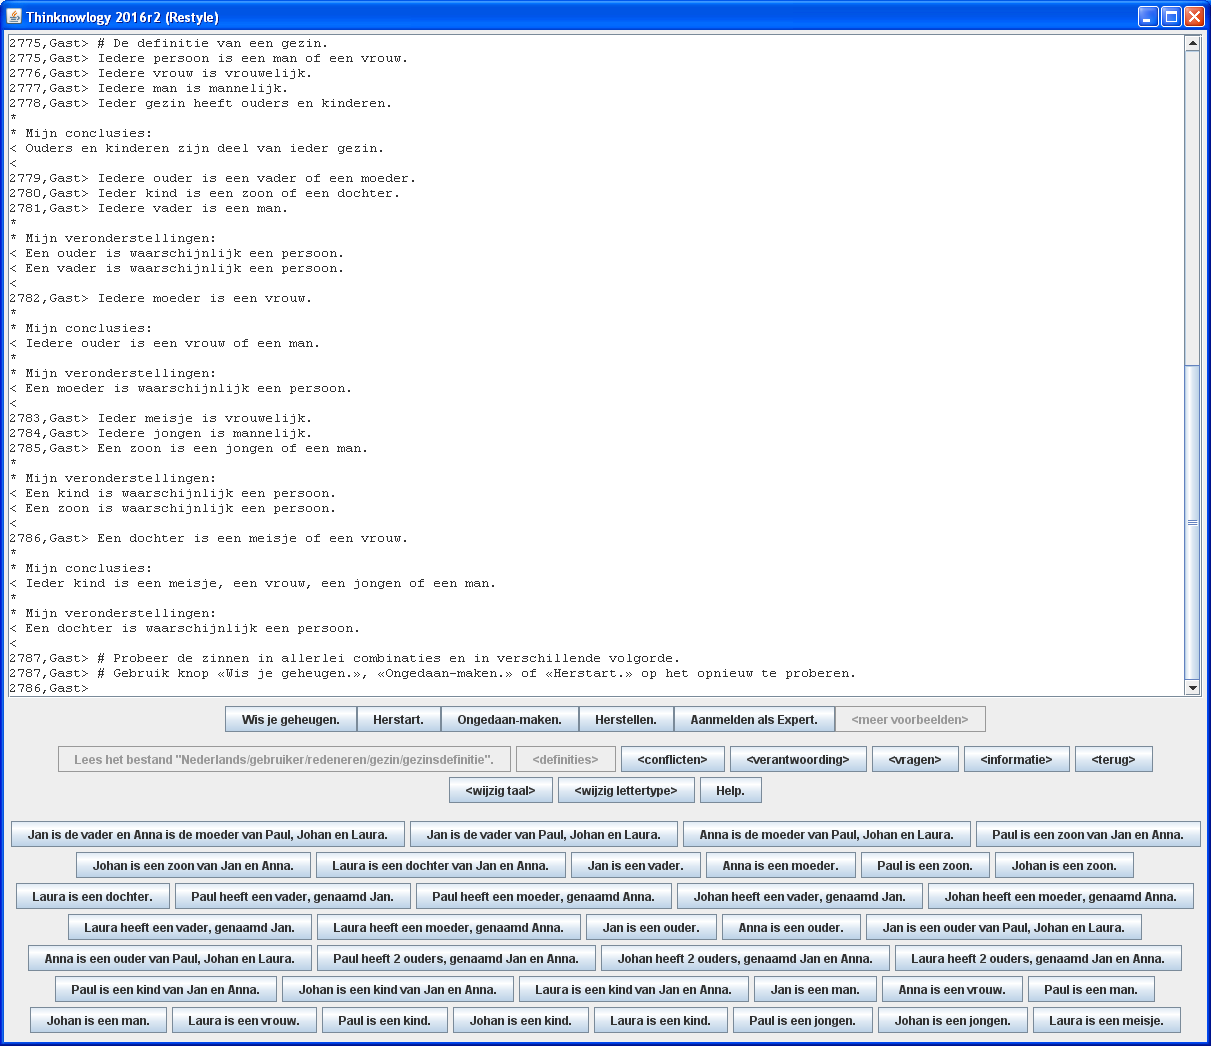 Thinknowlogy 2016r2 (Restyle)
2775,Gast> # De definitie van een gezin.
2775,Gast> Iedere persoon is een man of een vrouw.
2776,Gast> Iedere vrouw is vrouwelijk.
2777,Gast> Iedere man is mannelijk.
2778,Gast> Ieder gezin heeft ouders en kinderen.
*
* Mijn conclusies:
< Ouders en kinderen zijn deel van ieder gezin.
<
2779,Gast> Iedere ouder is een vader of een moeder.
2780,Gast> Ieder kind is een zoon of een dochter.
2781,Gast> Iedere vader is een man.
*
* Mijn veronderstellingen:
< Een ouder is waarschijnlijk een persoon.
< Een vader is waarschijnlijk een persoon.
<
2782,Gast> Iedere moeder is een vrouw.
*
* Mijn conclusies:
< Iedere ouder is een vrouw of een man.
*
* Mijn veronderstellingen:
< Een moeder is waarschijnlijk een persoon.
<
2783,Gast> Ieder meisje is vrouwelijk.
2784,Gast> Iedere jongen is mannelijk.
2785,Gast> Een zoon is een jongen of een man.
*
* Mijn veronderstellingen:
< Een kind is waarschijnlijk een persoon.
< Een zoon is waarschijnlijk een persoon.
<
2786,Gast> Een dochter is een meisje of een vrouw.
*
* Mijn conclusies:
< Ieder kind is een meisje, een vrouw, een jongen of een man.
*
* Mijn veronderstellingen:
< Een dochter is waarschijnlijk een persoon.
<
2787,Gast> # Probeer de zinnen in allerlei combinaties en in verschillende volgorde.
2787,Gast> # Gebruik knop «Wis je geheugen.», «Ongedaan-maken.» of «Herstart.» op het opnieuw te proberen.
2786,Gast>
Wis je geheugen. Herstart. Ongedaan-maken. Herstellen. Aanmelden als Expert. <meer voorbeelden>
Lees het bestand "Nederlands/gebruiker/redeneren/gezin/gezinsdefinitie". <definities> <conflicten> <verantwoording> <vragen> <informatie> <terug>
<wijzig taal> <wijzig lettertype> Help.
Jan is de vader en Anna is de moeder van Paul, Johan en Laura. Jan is de vader van Paul, Johan en Laura. Anna is de moeder van Paul, Johan en Laura. Paul is een zoon van Jan en Anna.
Johan is een zoon van Jan en Anna. Laura is een dochter van Jan en Anna. Jan is een vader. Anna is een moeder. Paul is een zoon. Johan is een zoon.
Laura is een dochter. Paul heeft een vader, genaamd Jan. Paul heeft een moeder, genaamd Anna. Johan heeft een vader, genaamd Jan. Johan heeft een moeder, genaamd Anna.
Laura heeft een vader, genaamd Jan. Laura heeft een moeder, genaamd Anna. Jan is een ouder. Anna is een ouder. Jan is een ouder van Paul, Johan en Laura.
Anna is een ouder van Paul, Johan en Laura. Paul heeft 2 ouders, genaamd Jan en Anna. Johan heeft 2 ouders, genaamd Jan en Anna. Laura heeft 2 ouders, genaamd Jan en Anna.
Paul is een kind van Jan en Anna. Johan is een kind van Jan en Anna. Laura is een kind van Jan en Anna. Jan is een man. Anna is een vrouw. Paul is een man.
Johan is een man. Laura is een vrouw. Paul is een kind. Johan is een kind. Laura is een kind. Paul is een jongen. Johan is een jongen. Laura is een meisje.